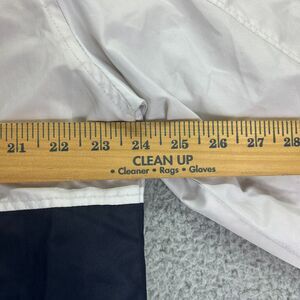 21 22 23 24 25 26 27 28
CLEAN UP
• Cleaner • Rags • Gloves